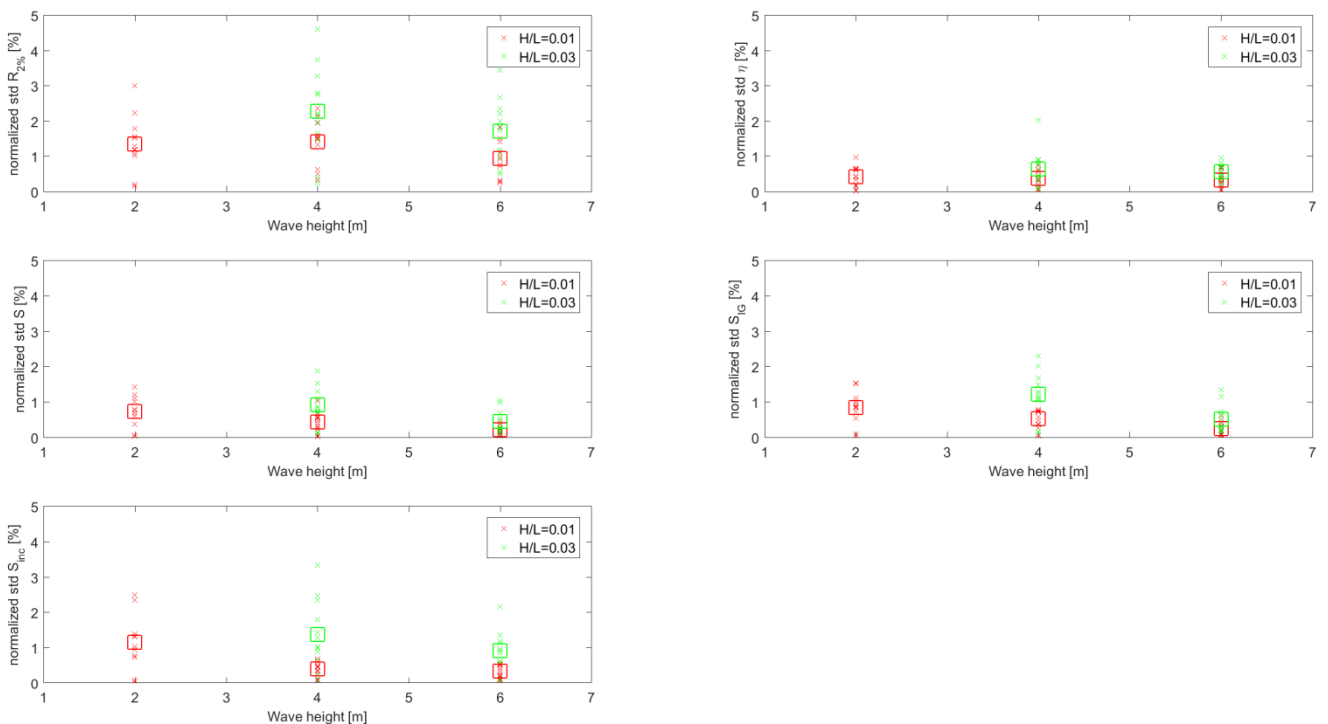 5
4
3
2
1
0
normalized std R2% [%]
1 2 3 4 5 6 7
Wave height [m]
H/L=0.01
H/L=0.03
5
4
3
2
1
0
normalized std η [%]
1 2 3 4 5 6 7
Wave height [m]
H/L=0.01
H/L=0.03
5
4
3
2
1
0
normalized std S [%]
1 2 3 4 5 6 7
Wave height [m]
H/L=0.01
H/L=0.03
5
4
3
2
1
0
normalized std SIG [%]
1 2 3 4 5 6 7
Wave height [m]
H/L=0.01
H/L=0.03
5
4
3
2
1
0
normalized std Sinc [%]
1 2 3 4 5 6 7
Wave height [m]
H/L=0.01
H/L=0.03